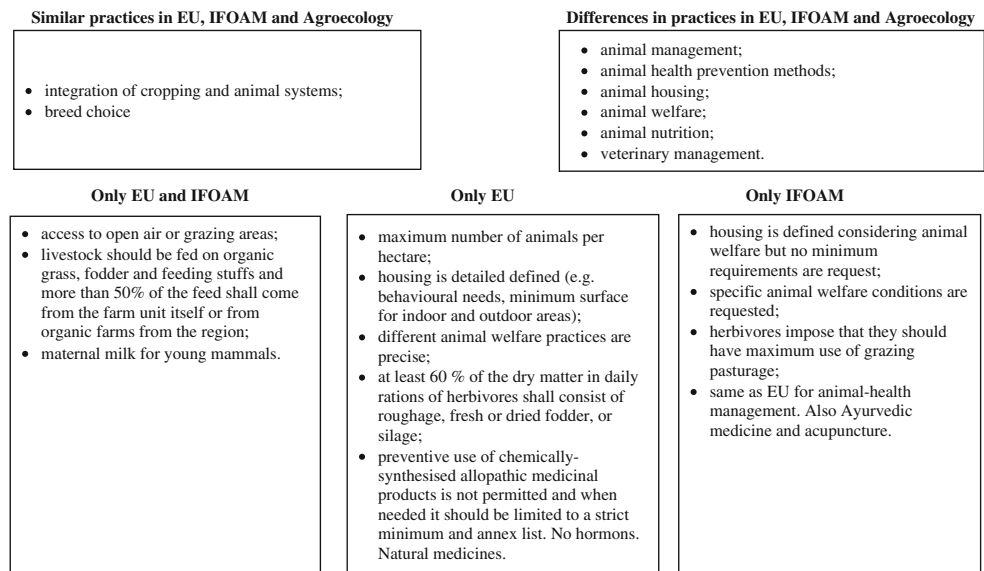 Similar practices in EU, IFOAM and Agroecology
• integration of cropping and animal systems;
• breed choice
Differences in practices in EU, IFOAM and Agroecology
• animal management;
• animal health prevention methods;
• animal housing;
• animal welfare;
• animal nutrition;
• veterinary management.
Only EU and IFOAM
• access to open air or grazing areas;
• livestock should be fed on organic
grass, fodder and feeding stuffs and
more than 50% of the feed shall come
from the farm unit itself or from
organic farms from the region;
• maternal milk for young mammals.
Only EU
• maximum number of animals per
hectare;
• housing is detailed defined (e.g.
behavioural needs, minimum surface
for indoor and outdoor areas);
• different animal welfare practices are
precise;
• at least 60 % of the dry matter in daily
rations of herbivores shall consist of
roughage, fresh or dried fodder, or
silage;
• preventive use of chemically-
synthesised allopathic medicinal
products is not permitted and when
needed it should be limited to a strict
minimum and annex list. No hormons.
Natural medicines.
Only IFOAM
• housing is defined considering animal
welfare but no minimum
requirements are request;
• specific animal welfare conditions are
requested;
• herbivores impose that they should
have maximum use of grazing
pasturage;
• same as EU for animal-health
management. Also Ayurvedic
medicine and acupuncture.